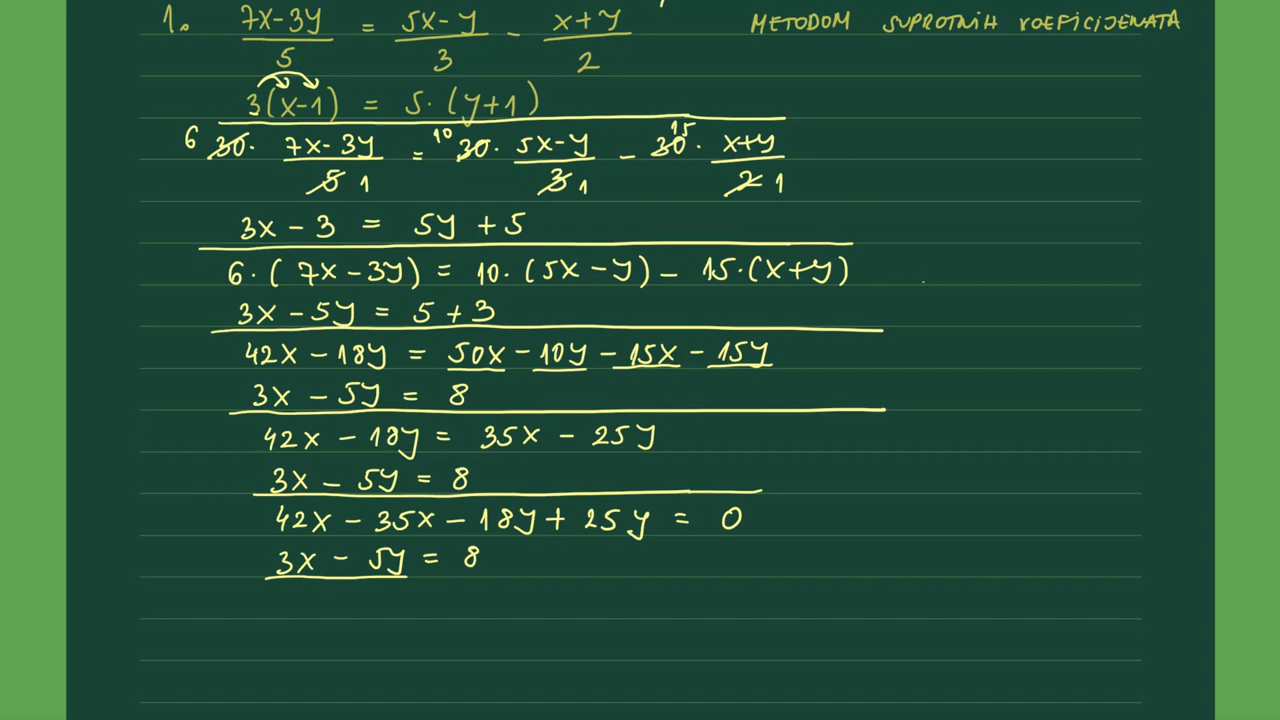 1. (7x-3y)/5 = (5x-y)/3 - (x+y)/2 METODOM SUPROTNIH KOEFICIJENATA
3(x-1) = 5·(y+1)
6 30· (7x-3y)/5 1 = 10 30· (5x-y)/3 1 - 15 30· (x+y)/2 1
3x - 3 = 5y + 5
6·(7x-3y) = 10·(5x-y) - 15·(x+y)
3x - 5y = 5 + 3
42x - 18y = 50x - 10y - 15x - 15y
3x - 5y = 8
42x - 18y = 35x - 25y
3x - 5y = 8
42x - 35x - 18y + 25y = 0
3x - 5y = 8